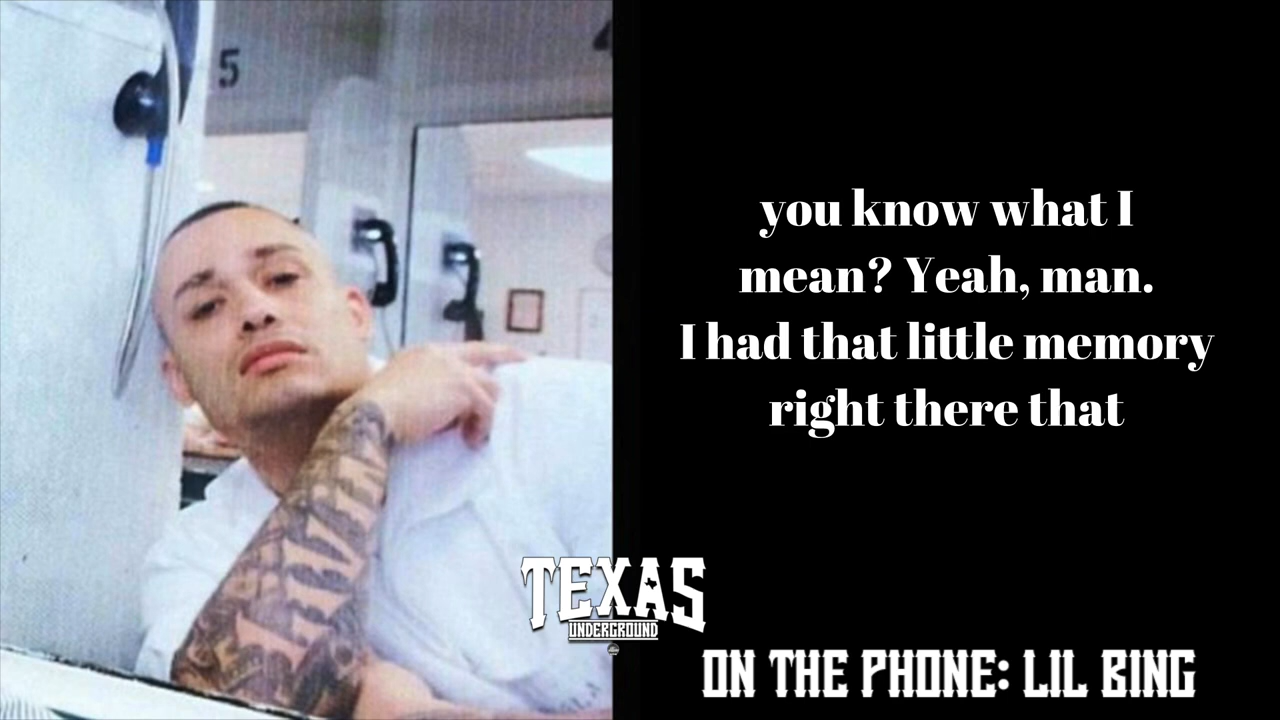 5
you know what I
mean? Yeah, man.
I had that little memory
right there that
TEXAS
UNDERGROUND
ON THE PHONE: LIL BING